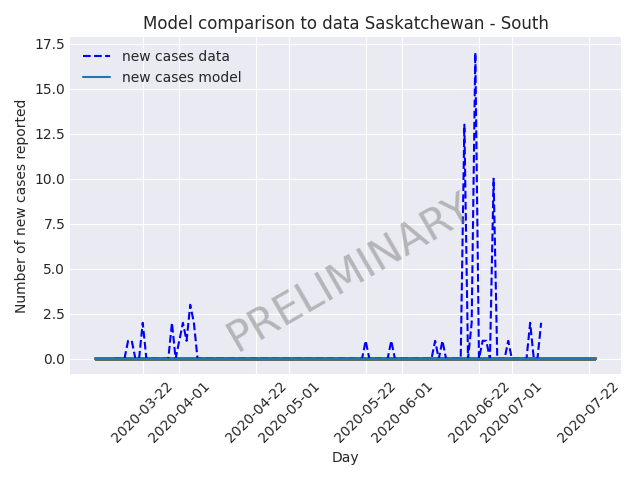 Model comparison to data Saskatchewan - South
new cases data
new cases model
17.5
15.0
12.5
10.0
7.5
5.0
2.5
0.0
Number of new cases reported
PRELIMINARY
2020-03-22
2020-04-01
2020-04-22
2020-05-01
2020-05-22
2020-06-01
2020-06-22
2020-07-01
2020-07-22
Day